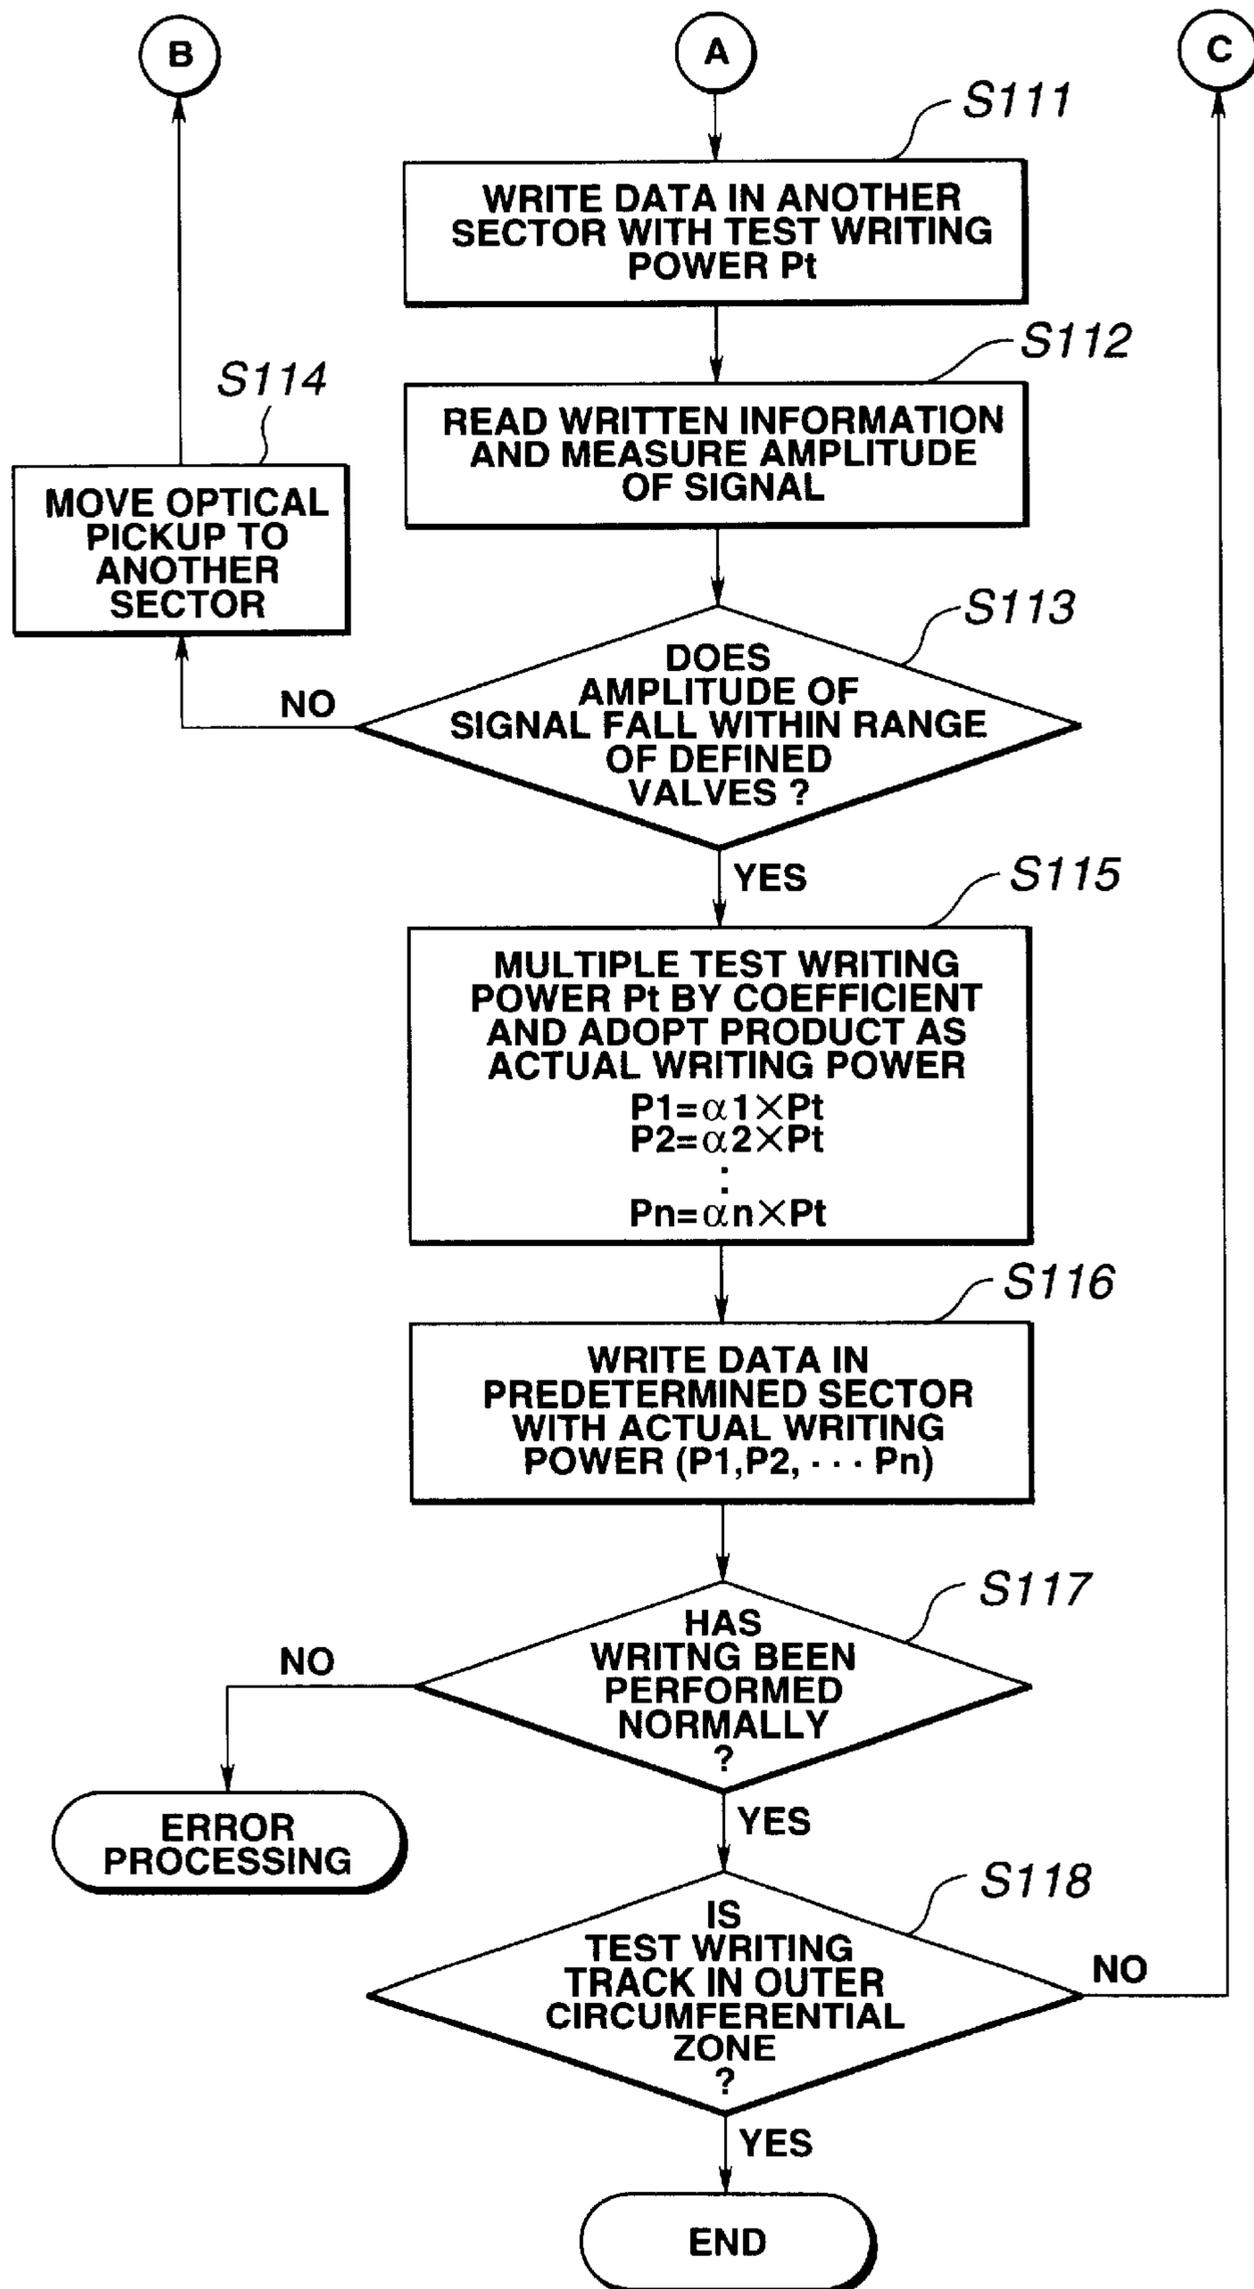 B
A
C
S111
WRITE DATA IN ANOTHER
SECTOR WITH TEST WRITING
POWER Pt
S112
READ WRITTEN INFORMATION
AND MEASURE AMPLITUDE
OF SIGNAL
S114
MOVE OPTICAL
PICKUP TO
ANOTHER
SECTOR
S113
DOES
AMPLITUDE OF
SIGNAL FALL WITHIN RANGE
OF DEFINED
VALVES ?
NO
YES
S115
MULTIPLE TEST WRITING
POWER Pt BY COEFFICIENT
AND ADOPT PRODUCT AS
ACTUAL WRITING POWER
P1=α1×Pt
P2=α2×Pt
:
Pn=αn×Pt
S116
WRITE DATA IN
PREDETERMINED SECTOR
WITH ACTUAL WRITING
POWER (P1,P2, ··· Pn)
S117
HAS
WRITNG BEEN
PERFORMED
NORMALLY
?
NO
ERROR
PROCESSING
YES
S118
IS
TEST WRITING
TRACK IN OUTER
CIRCUMFERENTIAL
ZONE
?
NO
YES
END